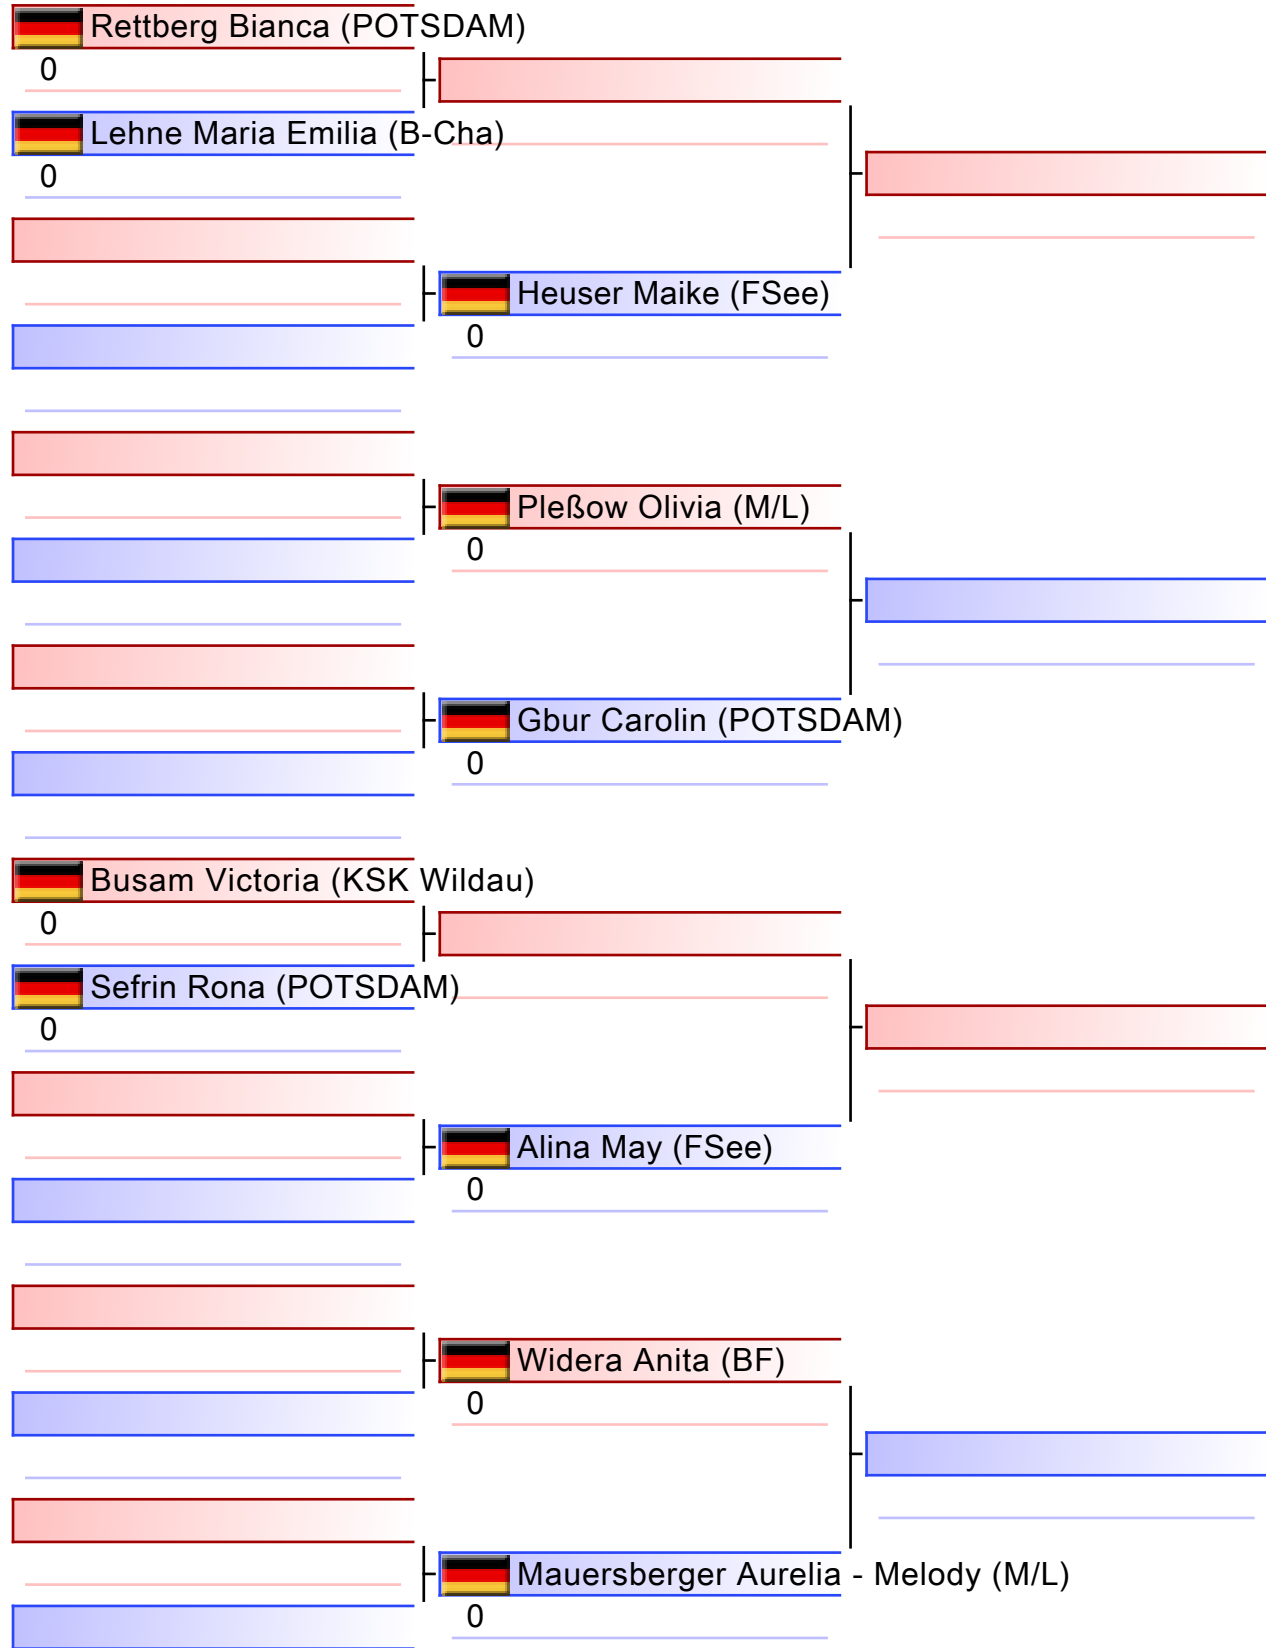 Rettberg Bianca (POTSDAM)
0
Lehne Maria Emilia (B-Cha)
0
Heuser Maike (FSee)
0
Pleßow Olivia (M/L)
0
Gbur Carolin (POTSDAM)
0
Busam Victoria (KSK Wildau)
0
Sefrin Rona (POTSDAM)
0
Alina May (FSee)
0
Widera Anita (BF)
0
Mauersberger Aurelia - Melody (M/L)
0